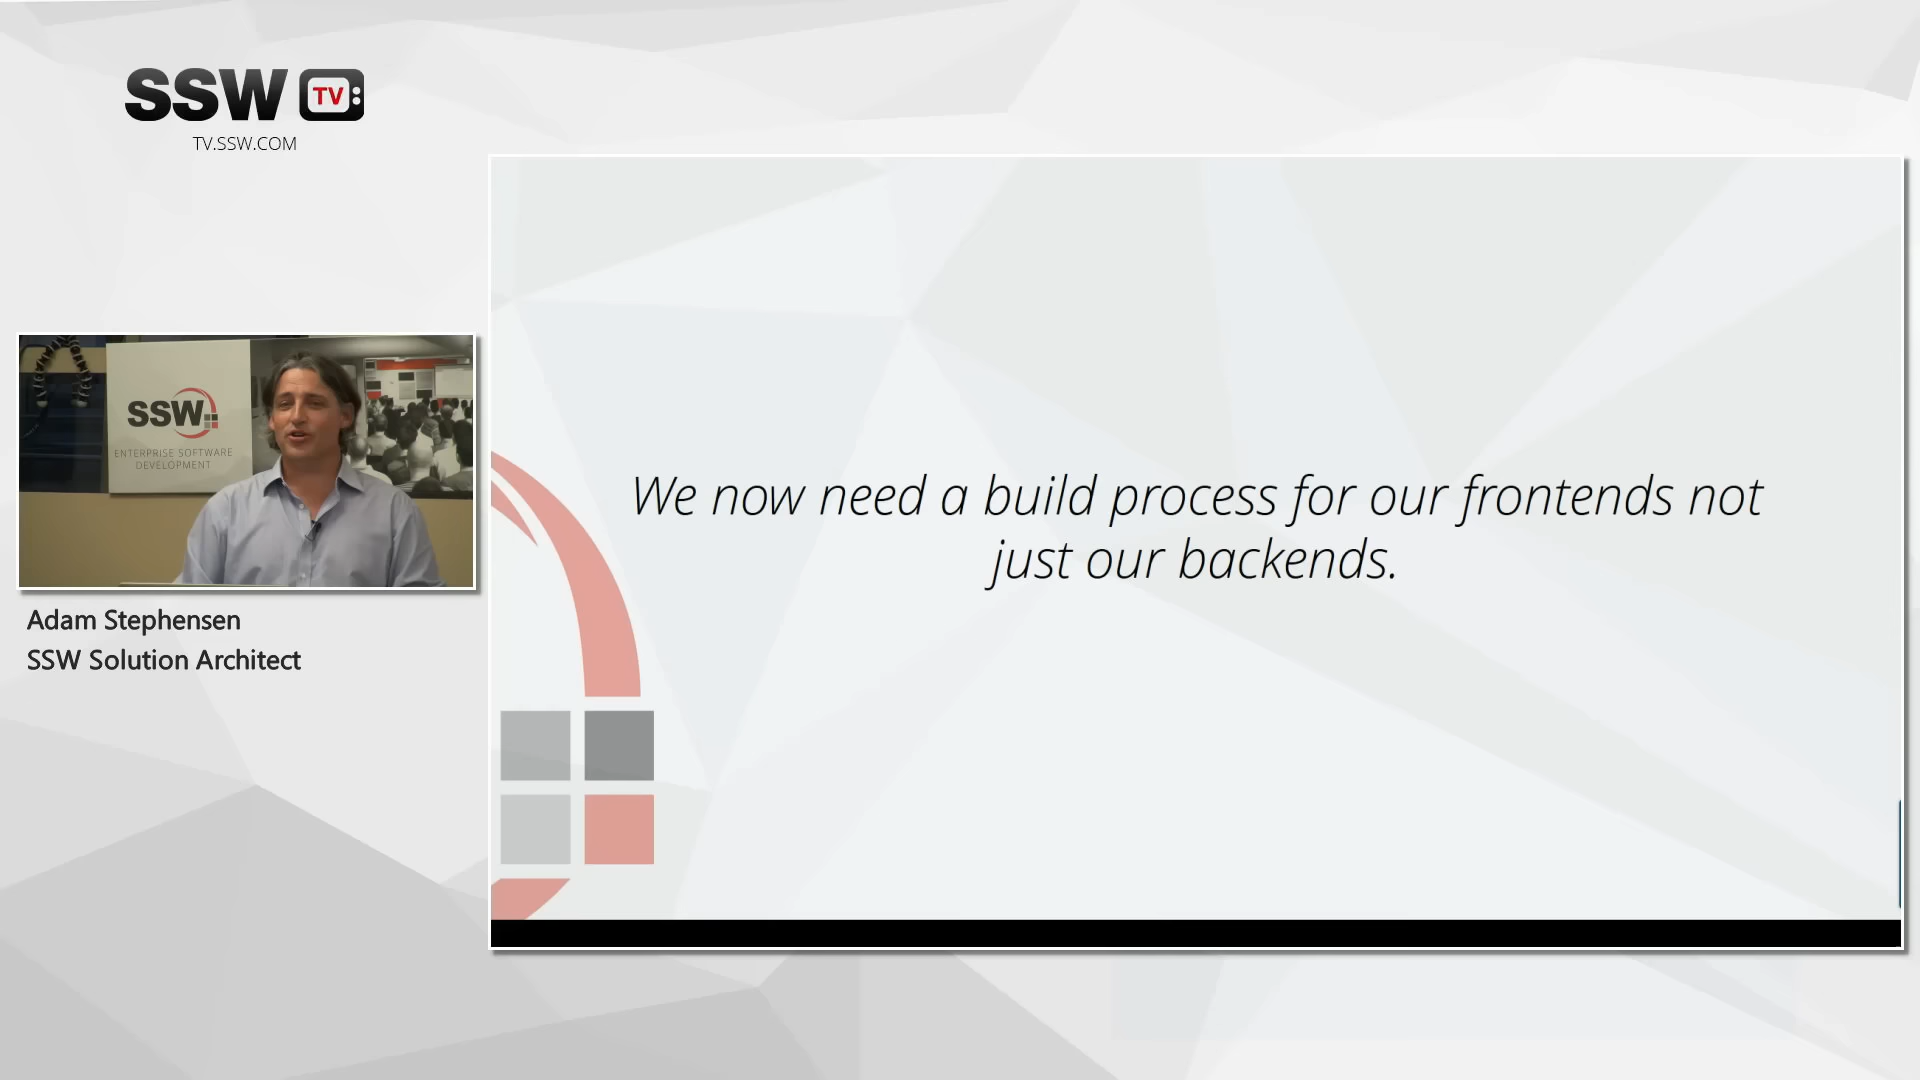 SSW TV
TV.SSW.COM
SSW
ENTERPRISE SOFTWARE
DEVELOPMENT
Adam Stephensen
SSW Solution Architect
We now need a build process for our frontends not
just our backends.